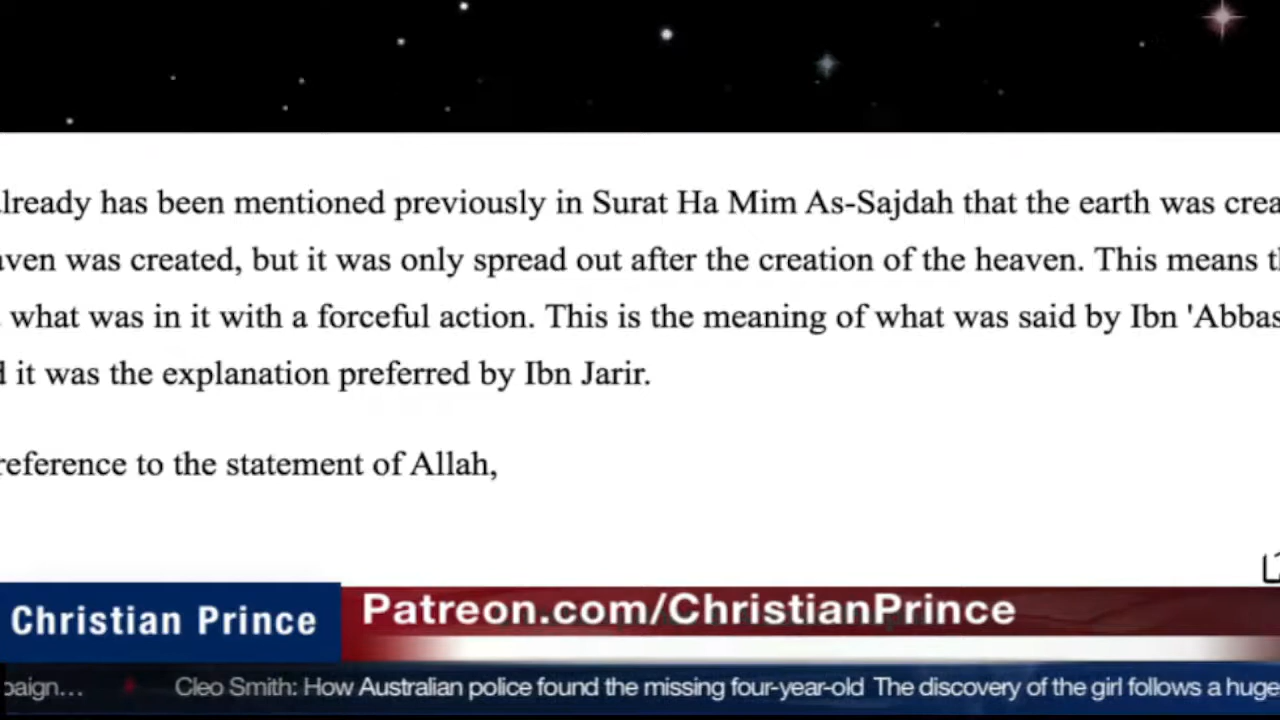 already has been mentioned previously in Surat Ha Mim As-Sajdah that the earth was crea
aven was created, but it was only spread out after the creation of the heaven. This means th
what was in it with a forceful action. This is the meaning of what was said by Ibn 'Abbas
d it was the explanation preferred by Ibn Jarir.
reference to the statement of Allah,
Christian Prince
Patreon.com/ChristianPrince
paign... Cleo Smith: How Australian police found the missing four-year-old The discovery of the girl follows a huge